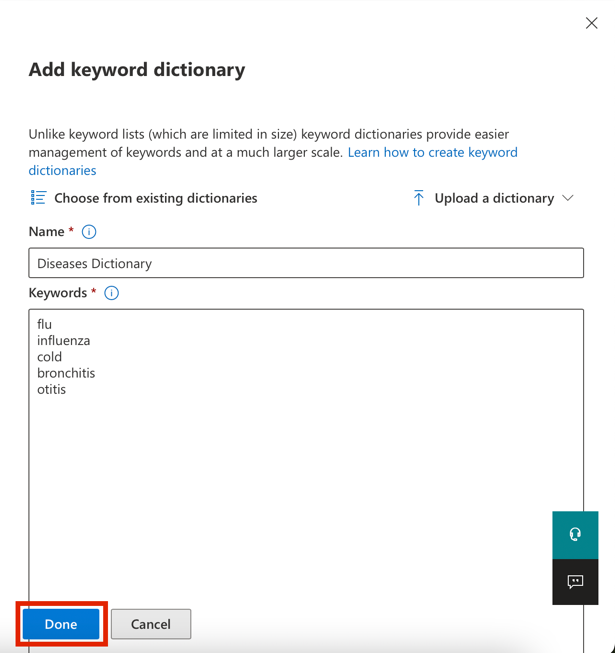 Add keyword dictionary
Unlike keyword lists (which are limited in size) keyword dictionaries provide easier
management of keywords and at a much larger scale. Learn how to create keyword
dictionaries
Choose from existing dictionaries
Upload a dictionary
Name *
Diseases Dictionary
Keywords *
flu
influenza
cold
bronchitis
otitis
Done
Cancel